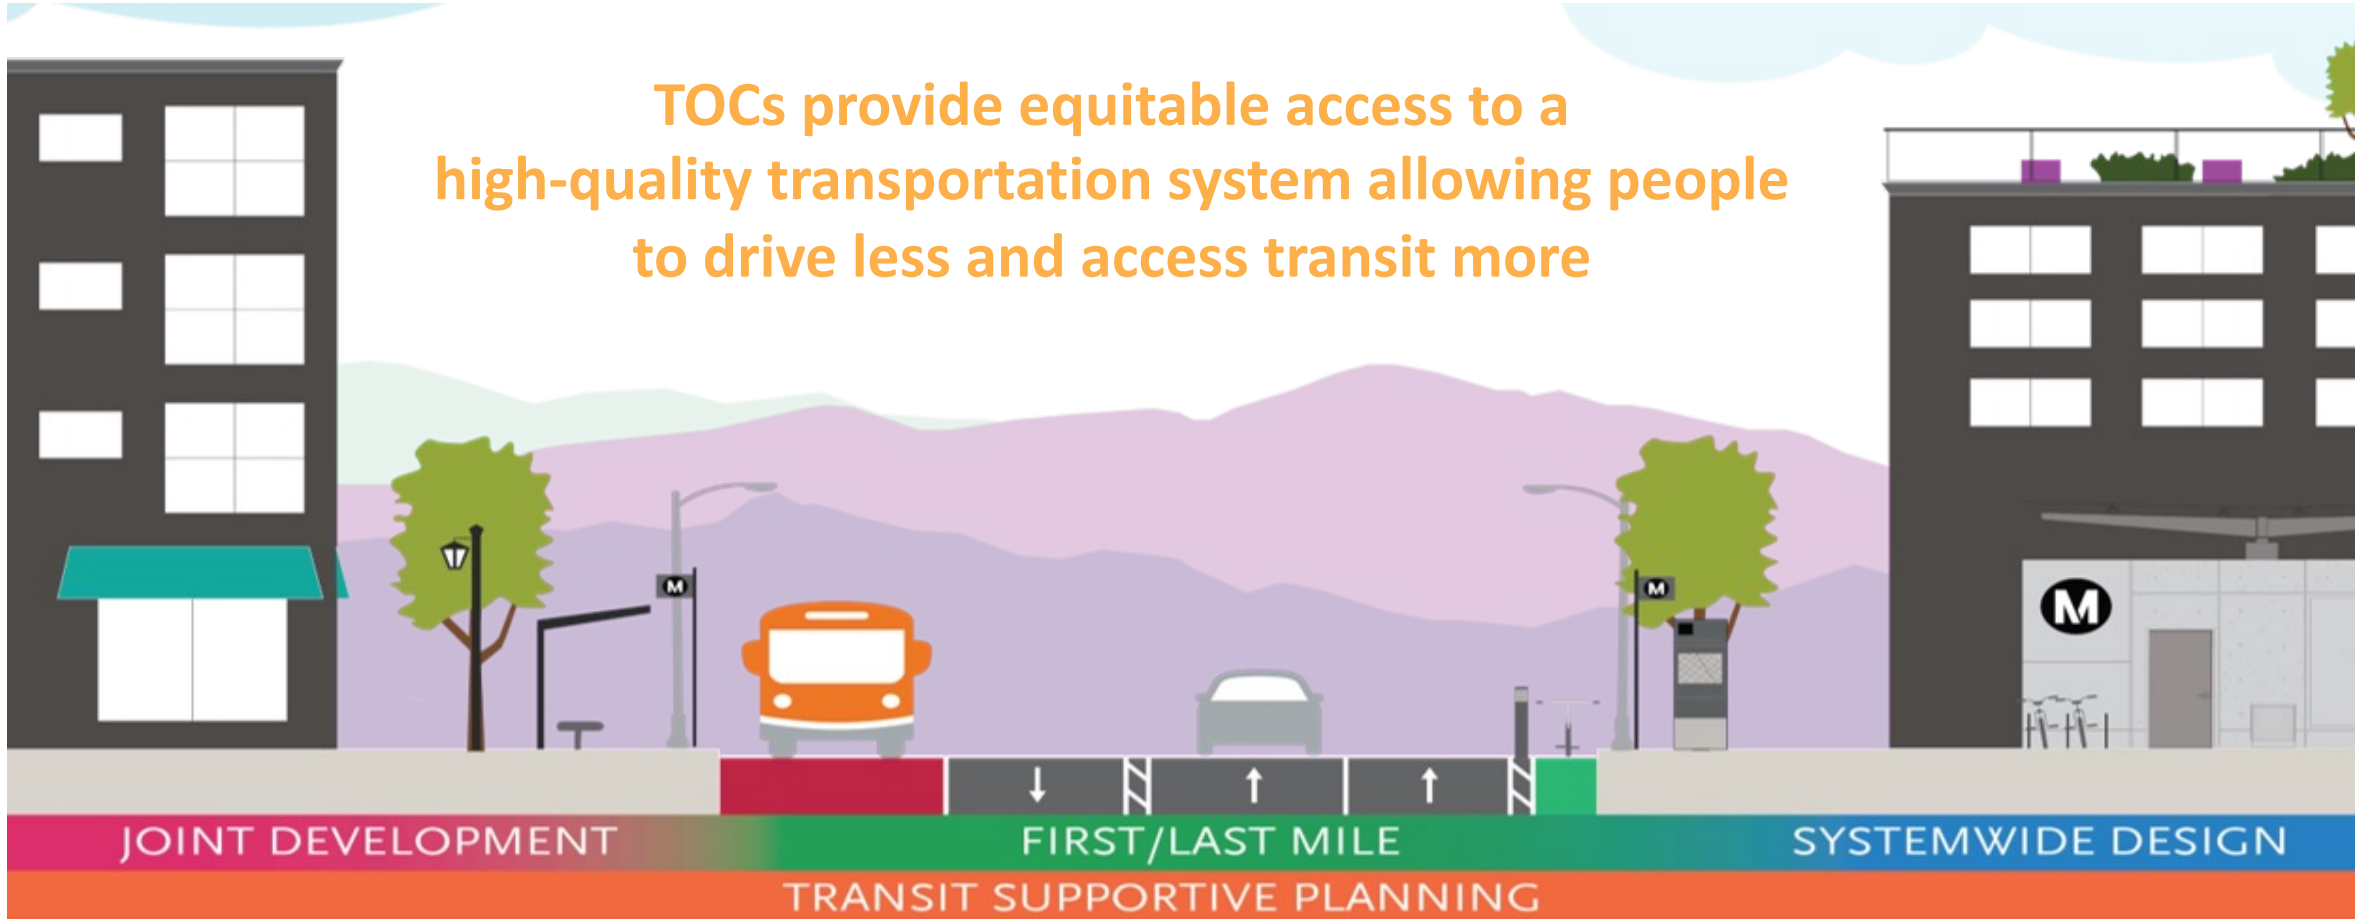 TOCs provide equitable access to a
high-quality transportation system allowing people
to drive less and access transit more
M
M
M
JOINT DEVELOPMENT
FIRST/LAST MILE
SYSTEMWIDE DESIGN
TRANSIT SUPPORTIVE PLANNING